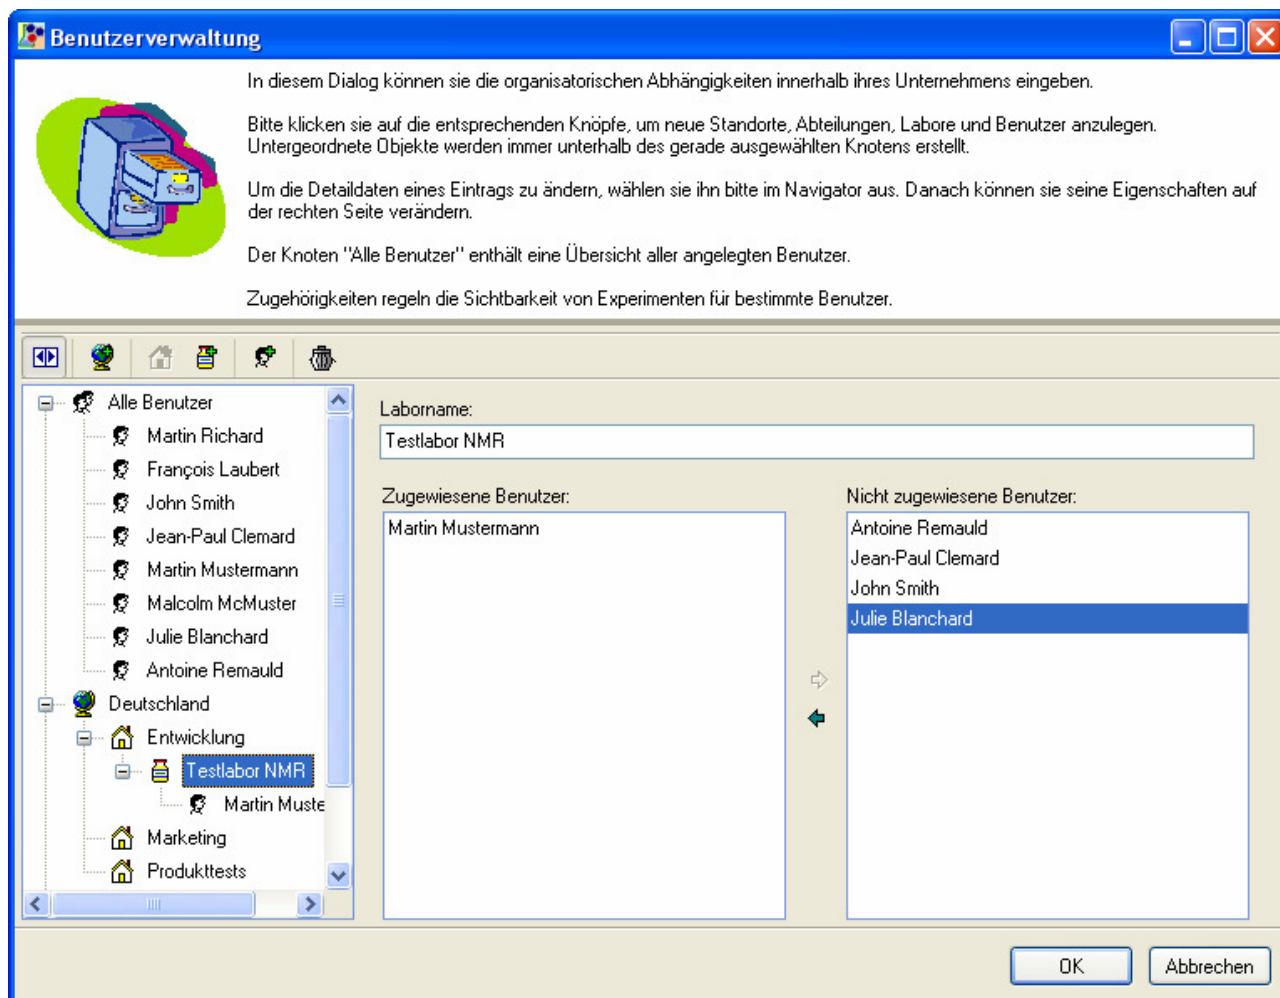 Benutzerverwaltung
In diesem Dialog können sie die organisatorischen Abhängigkeiten innerhalb ihres Unternehmens eingeben.
Bitte klicken sie auf die entsprechenden Knöpfe, um neue Standorte, Abteilungen, Labore und Benutzer anzulegen.
Untergeordnete Objekte werden immer unterhalb des gerade ausgewählten Knotens erstellt.
Um die Detaildaten eines Eintrags zu ändern, wählen sie ihn bitte im Navigator aus. Danach können sie seine Eigenschaften auf
der rechten Seite verändern.
Der Knoten "Alle Benutzer" enthält eine Übersicht aller angelegten Benutzer.
Zugehörigkeiten regeln die Sichtbarkeit von Experimenten für bestimmte Benutzer.
Alle Benutzer
Martin Richard
François Laubert
John Smith
Jean-Paul Clemard
Martin Mustermann
Malcolm McMuster
Julie Blanchard
Antoine Remauld
Deutschland
Entwicklung
Testlabor NMR
Martin Muste
Marketing
Produkttests
Laborname:
Testlabor NMR
Zugewiesene Benutzer:
Martin Mustermann
Nicht zugewiesene Benutzer:
Antoine Remauld
Jean-Paul Clemard
John Smith
Julie Blanchard
OK
Abbrechen